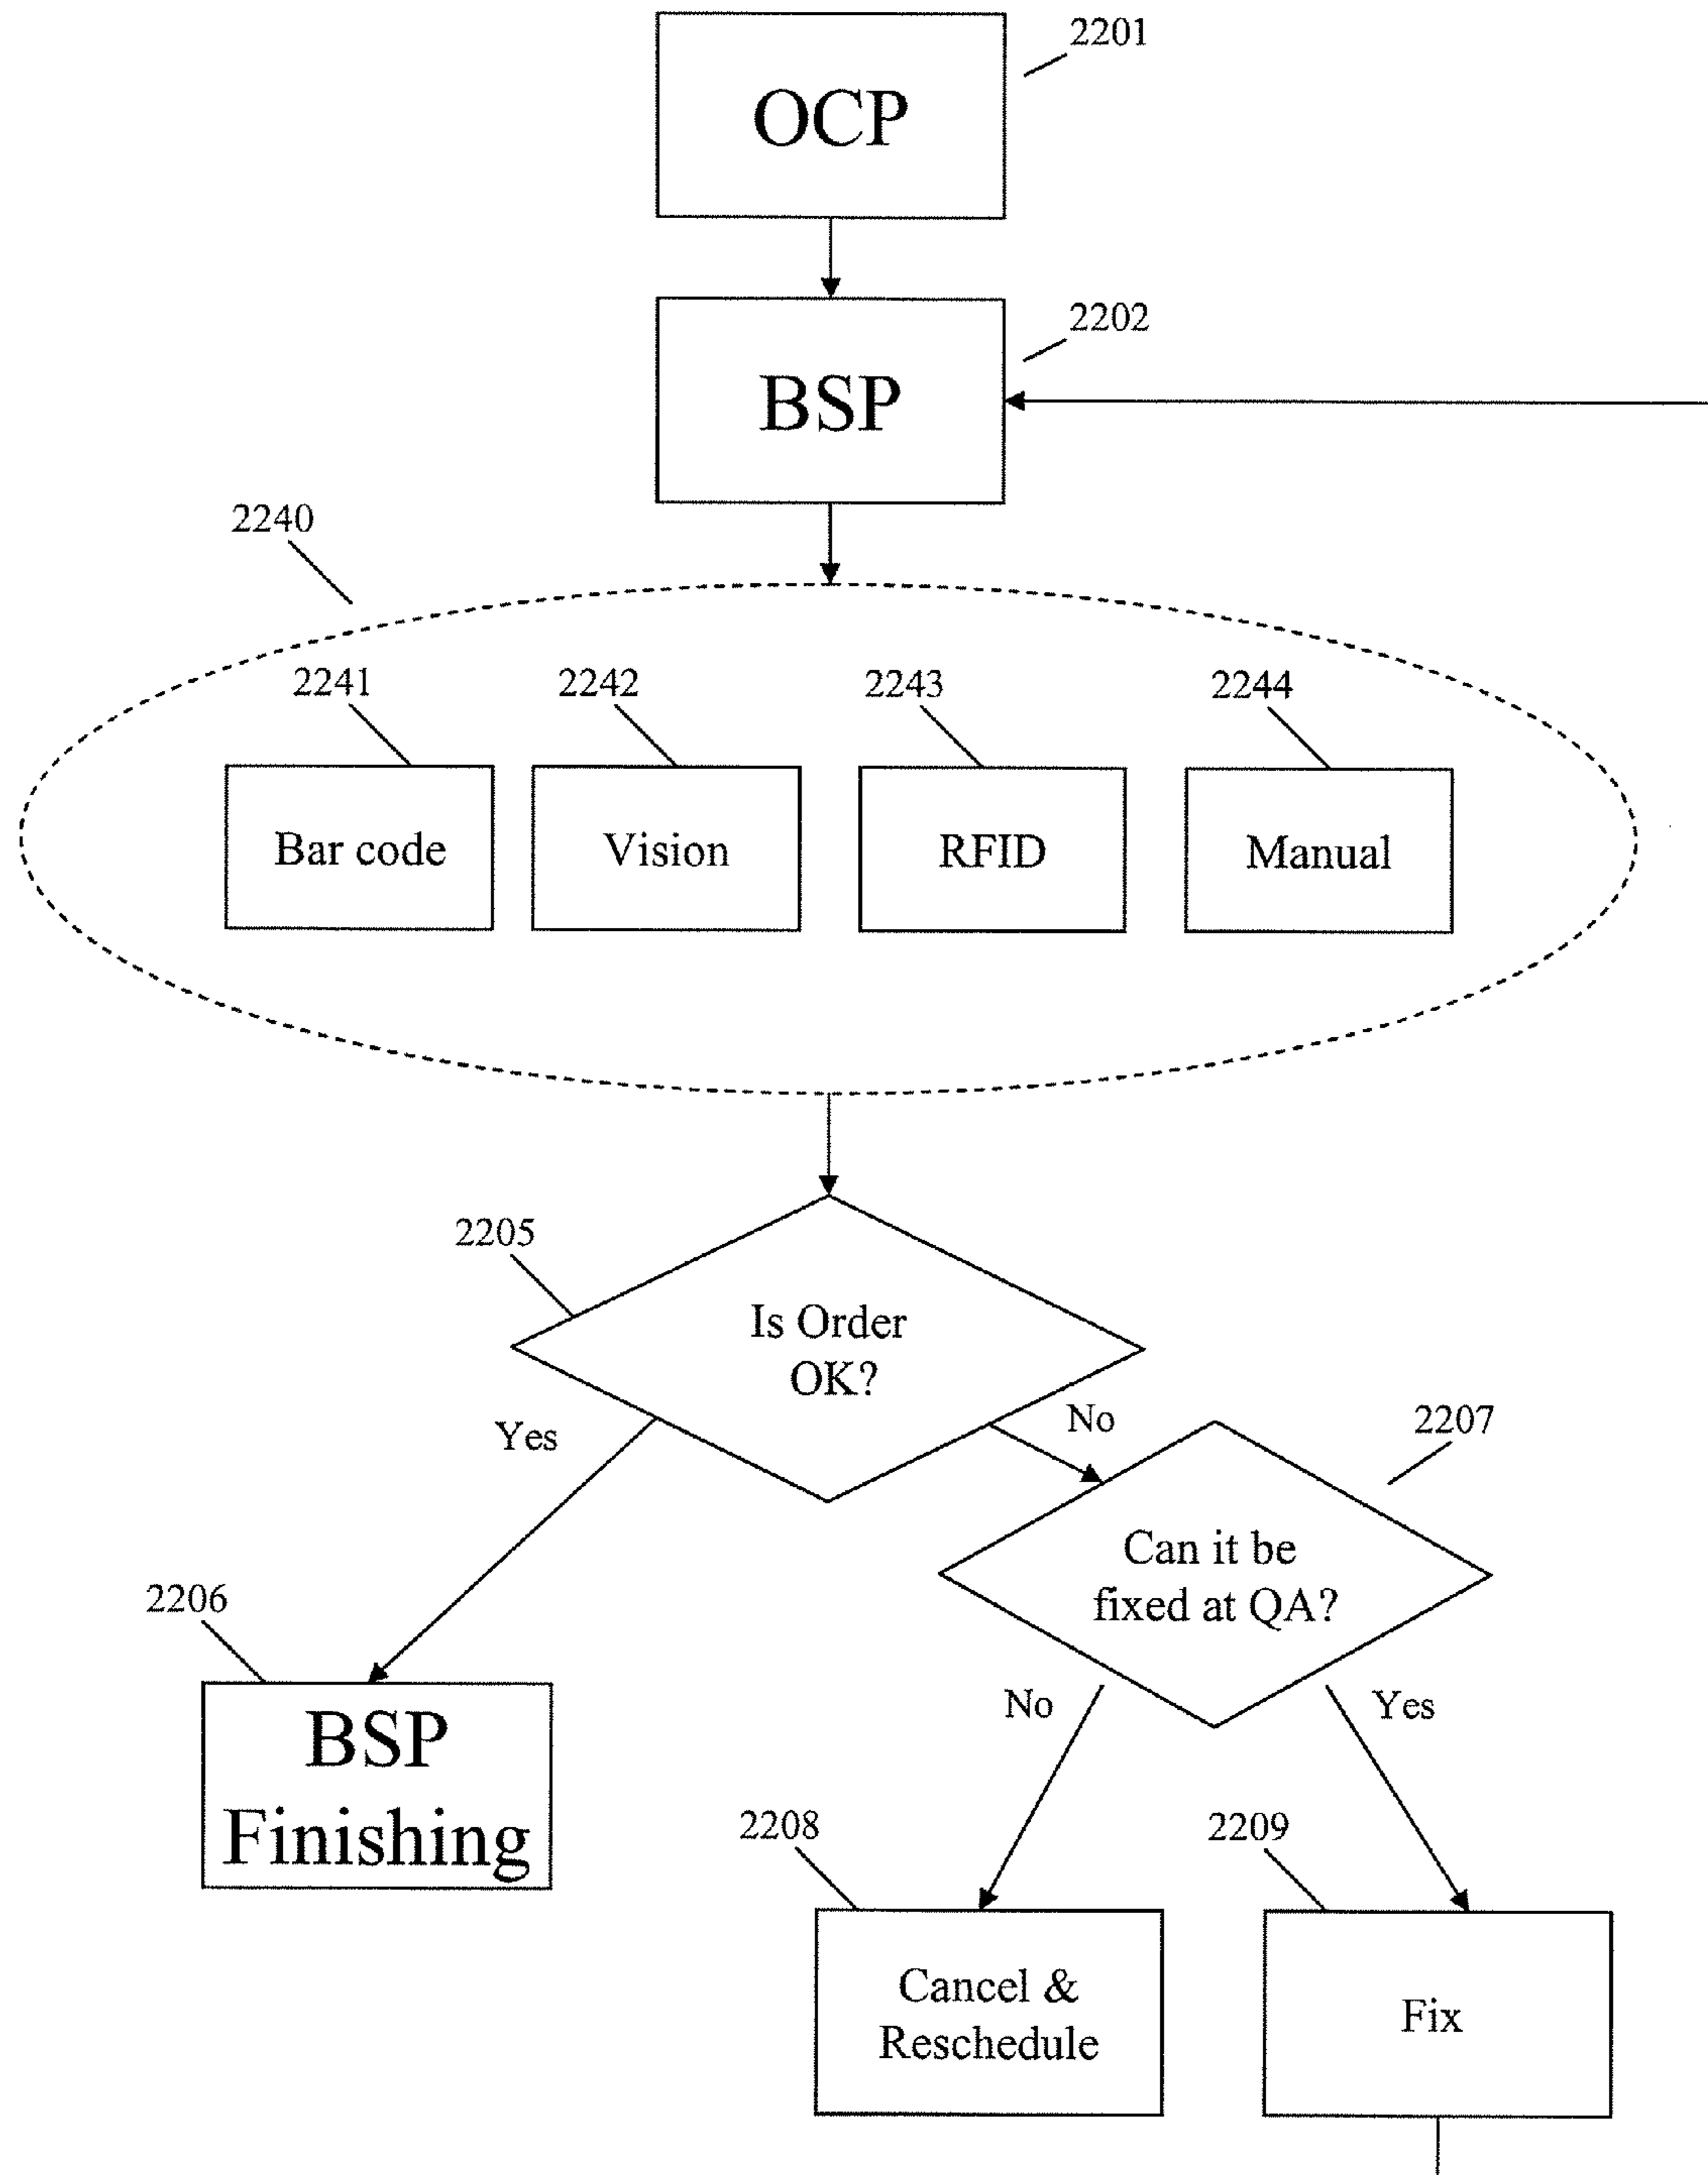 2201
OCP
2202
BSP
2240
2241
2242
2243
2244
Bar code
Vision
RFID
Manual
2205
Is Order
OK?
Yes
No
2207
Can it be
fixed at QA?
2206
BSP
Finishing
No
Yes
2208
2209
Cancel &
Reschedule
Fix